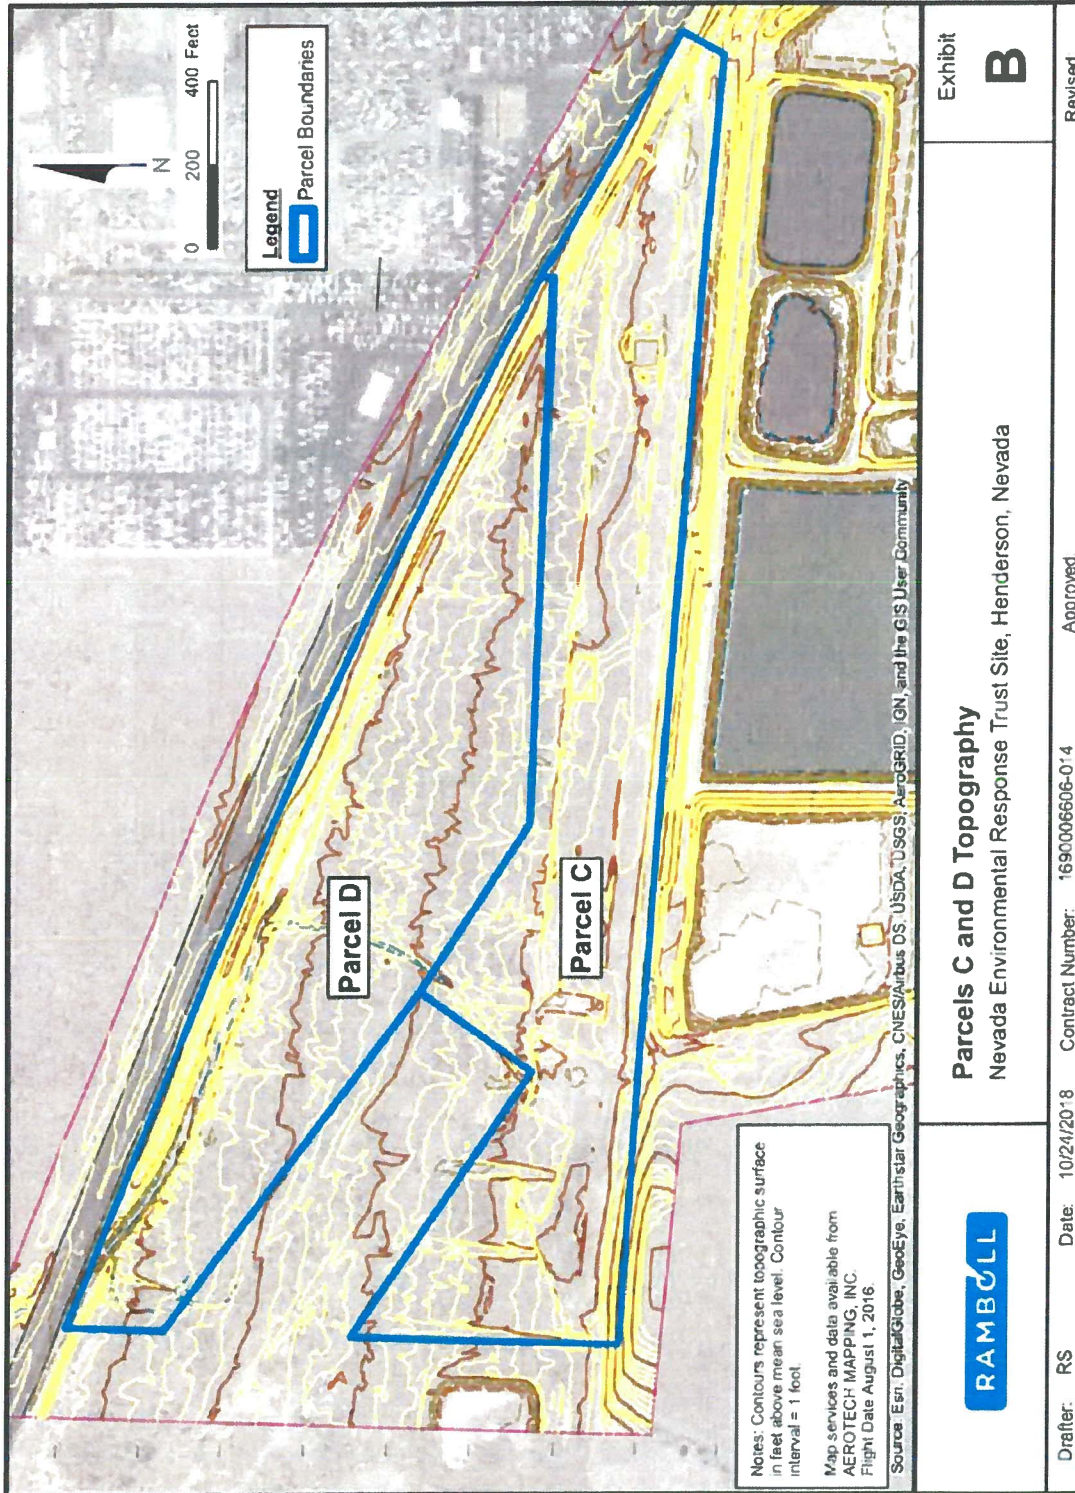 N
0 200 400 Feet
Legend
Parcel Boundaries
Parcel D
Parcel C
Notes: Contours represent topographic surface
in feet above mean sea level. Contour
interval = 1 foot.
Map services and data available from
AEROTECH MAPPING, INC.
Flight Date August 1, 2016.
Source: Esri, DigitalGlobe, GeoEye, Earthstar Geographics, CNES/Airbus DS, USDA, USGS, AeroGRID, IGN, and the GIS User Community
RAMBOLL
Parcels C and D Topography
Nevada Environmental Response Trust Site, Henderson, Nevada
Exhibit
B
Drafter: RS Date: 10/24/2018 Contract Number: 1690006606-014 Approved Revised